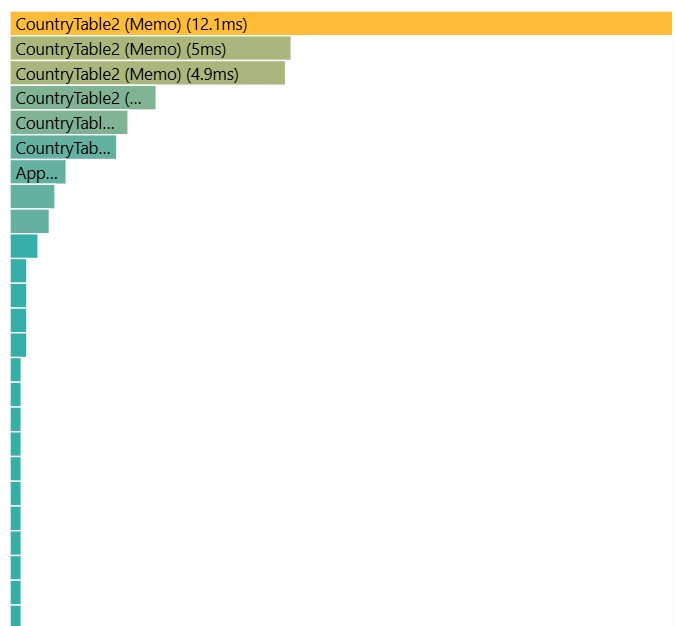 CountryTable2 (Memo) (12.1ms)
CountryTable2 (Memo) (5ms)
CountryTable2 (Memo) (4.9ms)
CountryTable2 (...
CountryTabl...
CountryTab...
App...